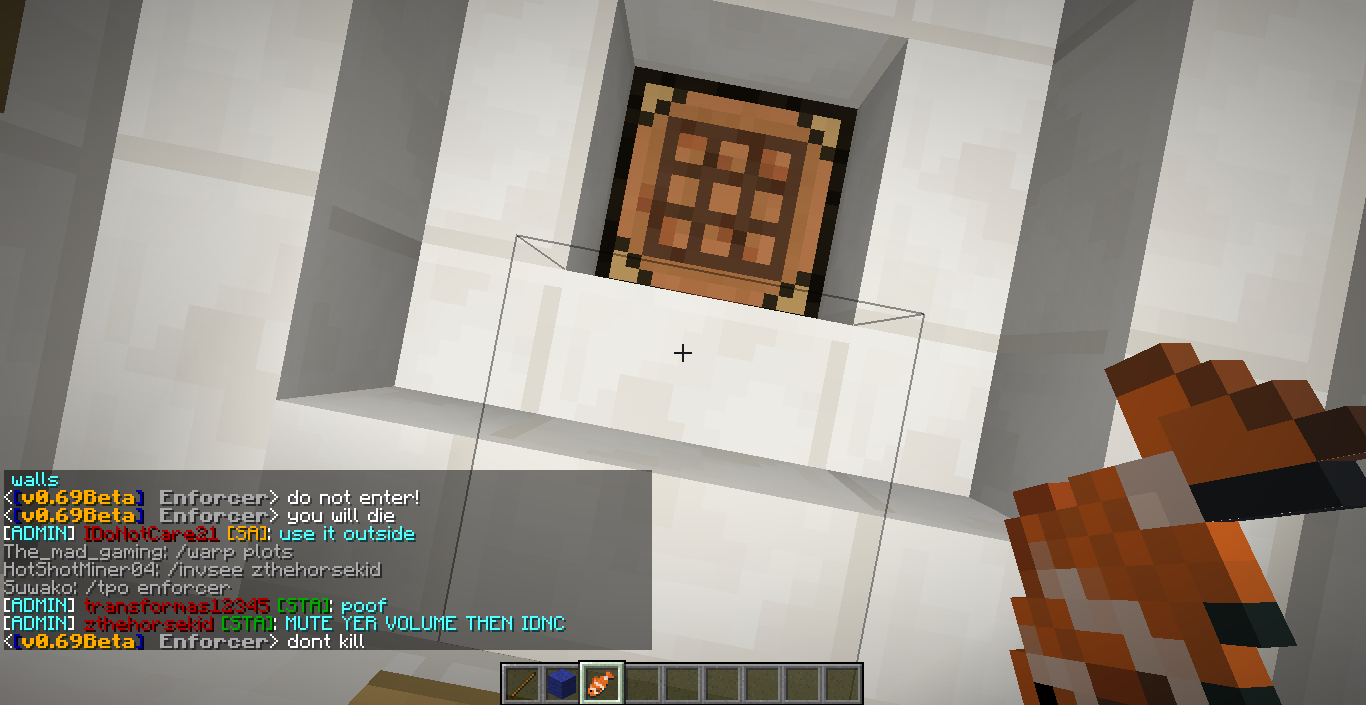 walls
<[v0.69Beta] Enforcer> do not enter!
<[v0.69Beta] Enforcer> you will die
[ADMIN] IDoNotCare21 [SA]: use it outside
The_mad_gaming: /warp plots
HotShotMiner04: /invsee zthehorsekid
Suwako: /tpo enforcer
[ADMIN] transformas12345 [STA]: poof
[ADMIN] zthehorsekid [STA]: MUTE YER VOLUME THEN IDNC
<[v0.69Beta] Enforcer> dont kill